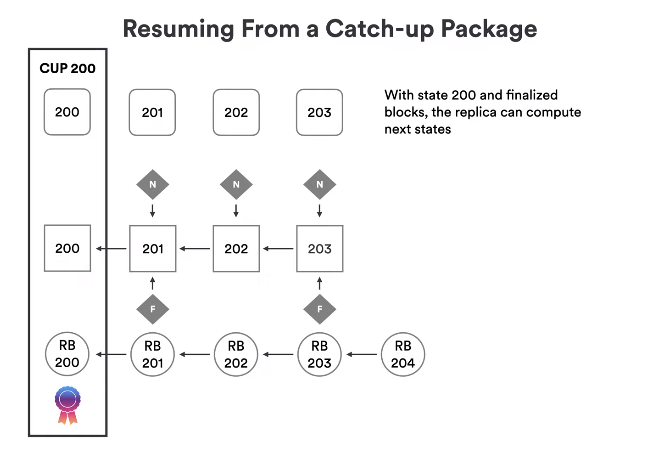 Resuming From a Catch-up Package
CUP 200
200
201
202
203
With state 200 and finalized
blocks, the replica can compute
next states
N
N
N
200
201
202
203
F
F
RB
200
RB
201
RB
202
RB
203
RB
204